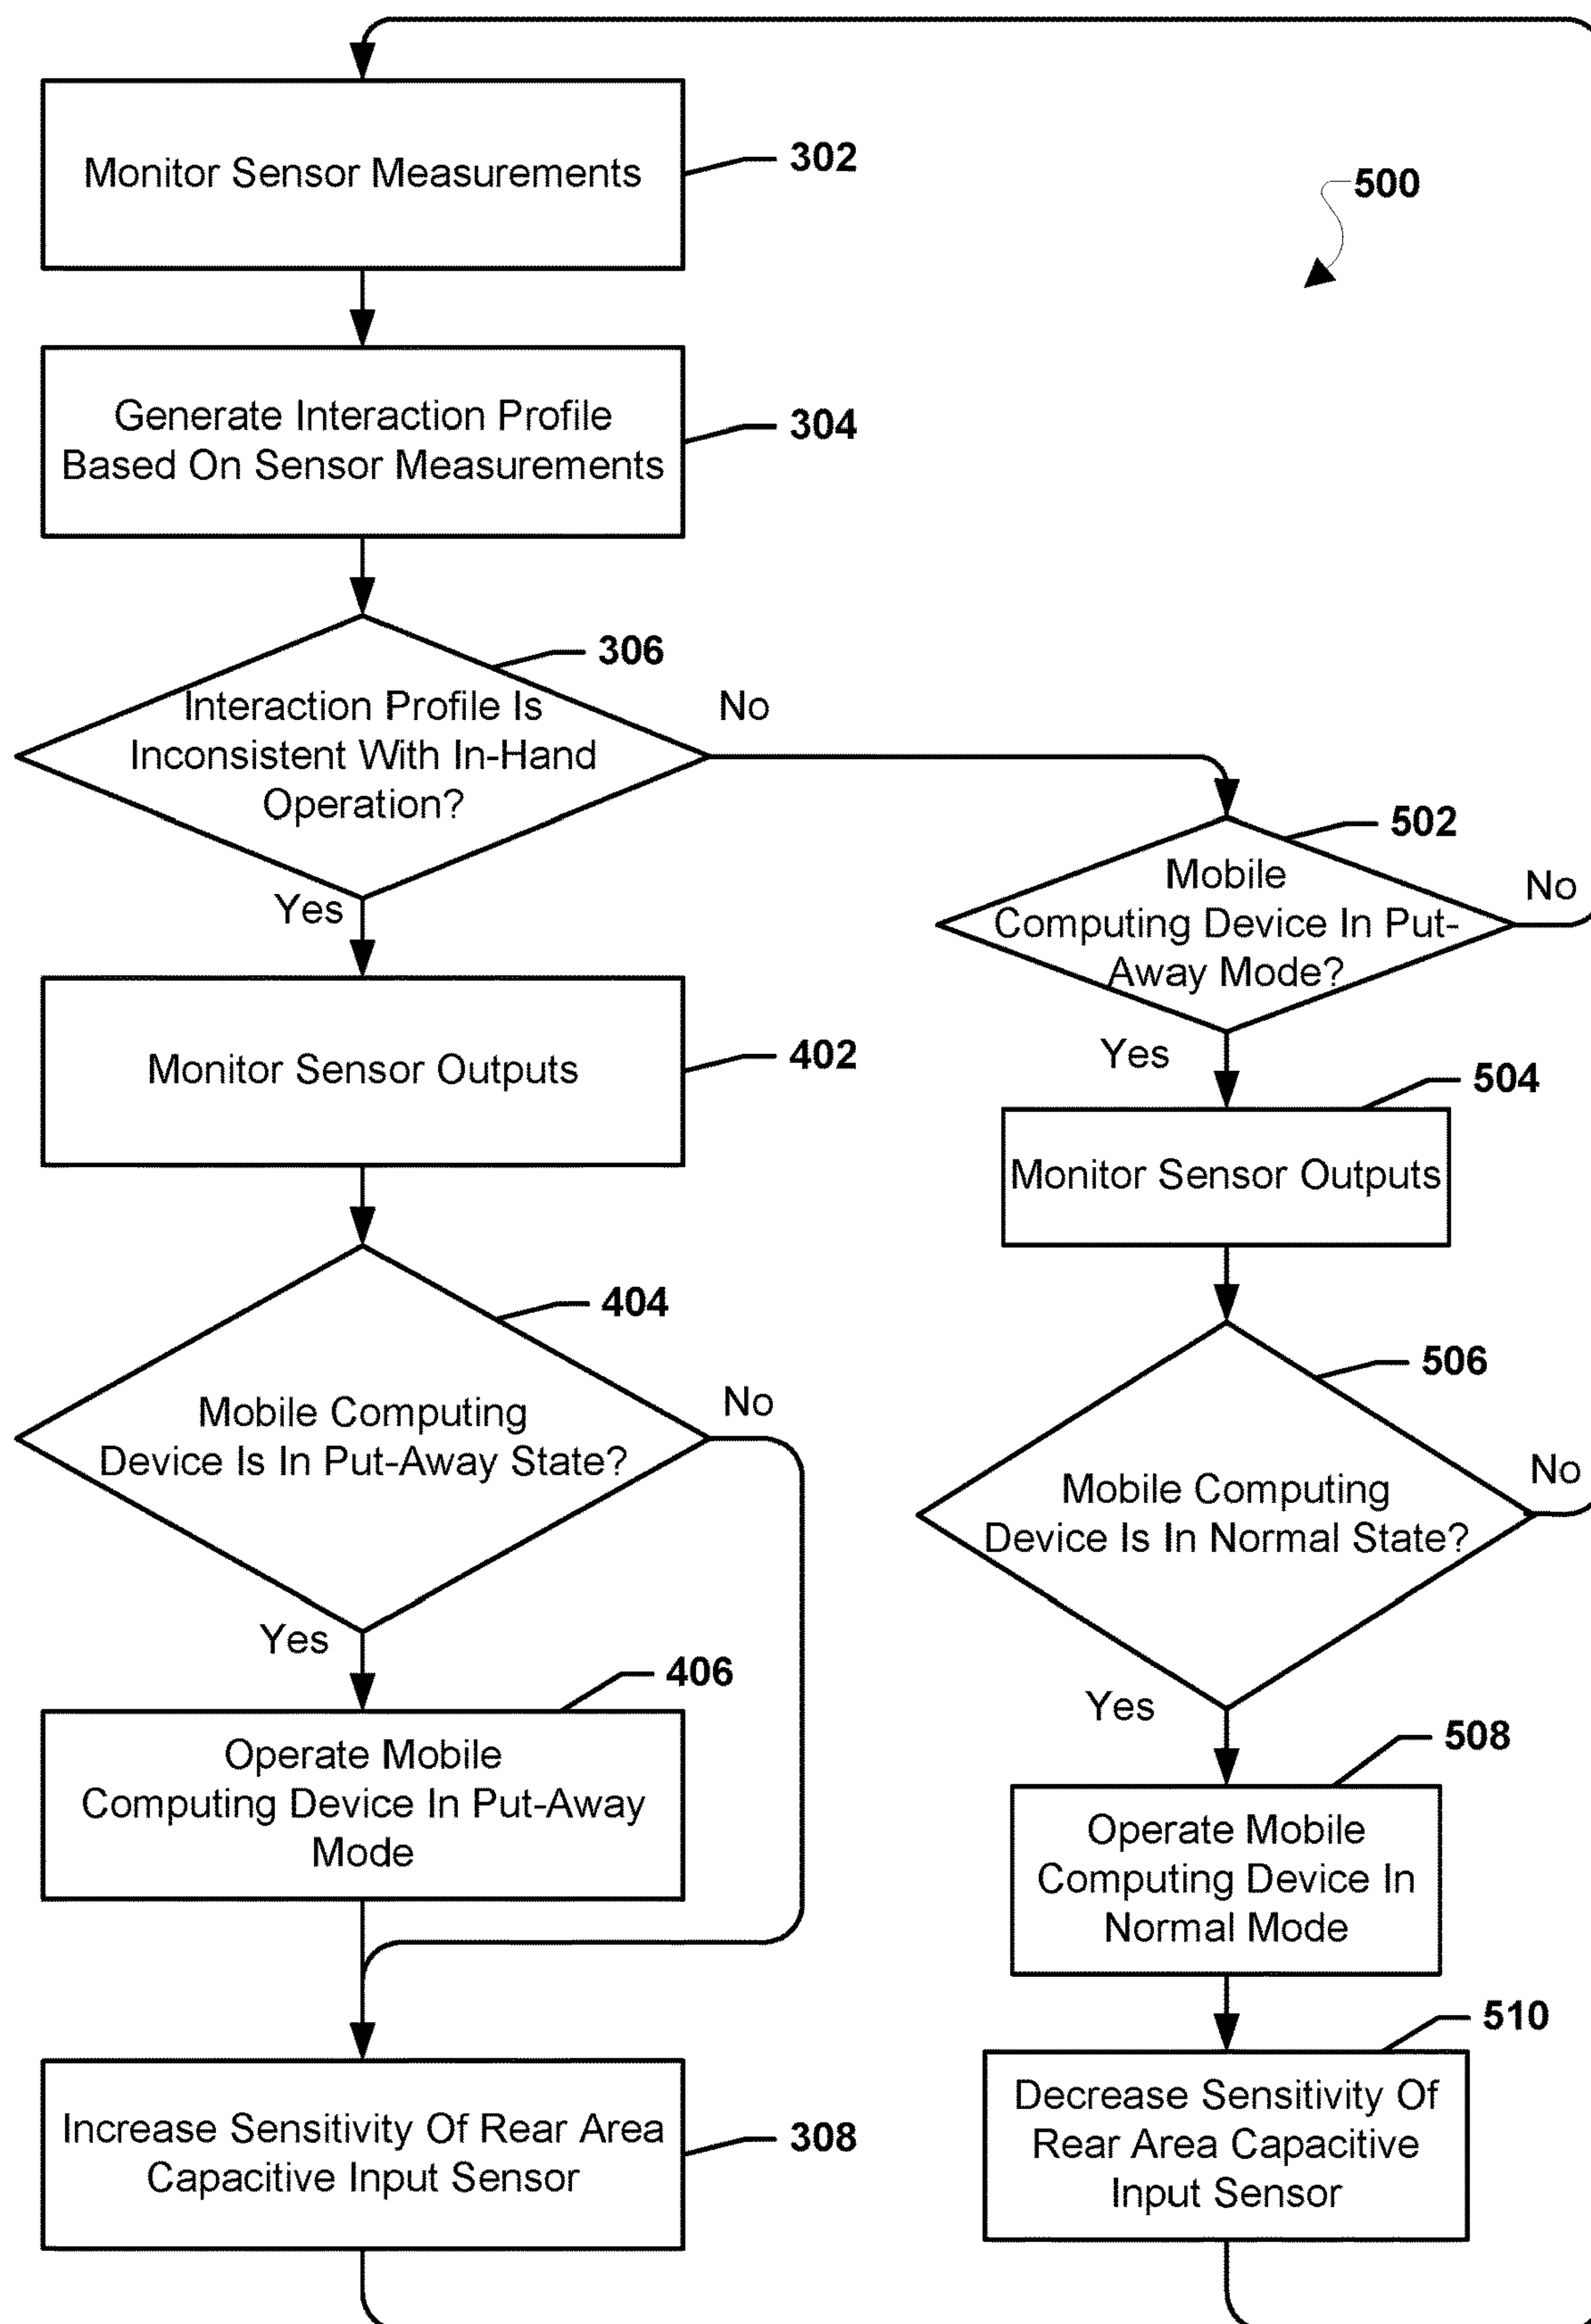 Monitor Sensor Measurements
302
500
Generate Interaction Profile
Based On Sensor Measurements
304
306
Interaction Profile Is
Inconsistent With In-Hand
Operation?
No
Yes
502
Mobile
Computing Device In Put-
Away Mode?
No
Yes
Monitor Sensor Outputs
402
504
Monitor Sensor Outputs
404
Mobile Computing
Device Is In Put-Away State?
No
Yes
506
Mobile Computing
Device Is In Normal State?
No
Yes
406
Operate Mobile
Computing Device In Put-Away
Mode
508
Operate Mobile
Computing Device In
Normal Mode
Increase Sensitivity Of Rear Area
Capacitive Input Sensor
308
510
Decrease Sensitivity Of
Rear Area Capacitive
Input Sensor